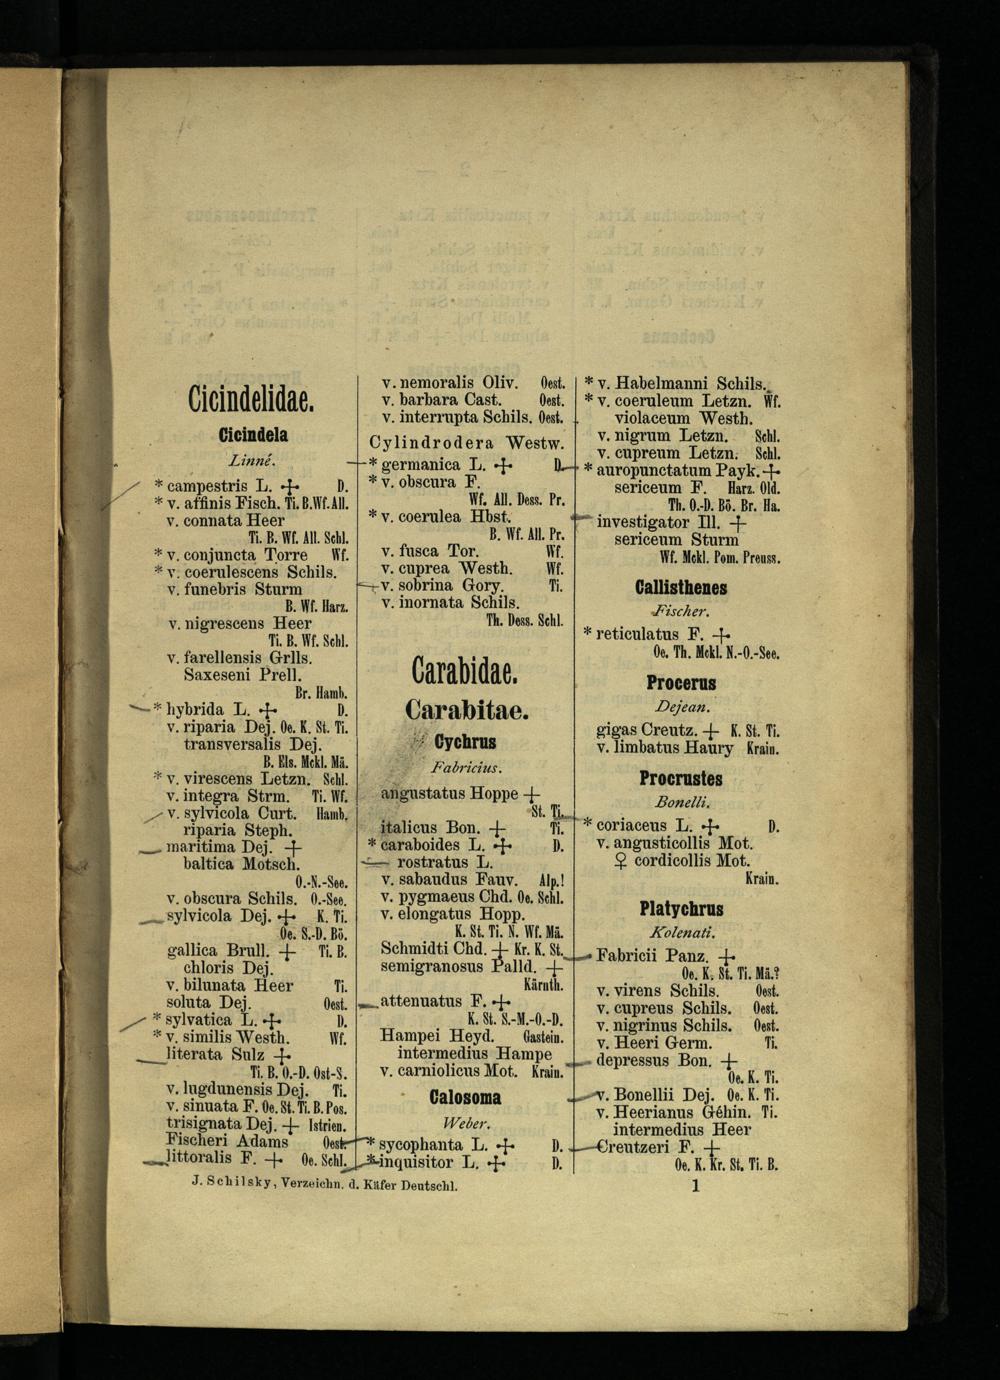 Cicindelidae.
Cicindela
Linné.
* campestris L. + D.
* v. affinis Fisch. Ti. B. Wf. All.
v. connata Heer
Ti. B. Wf. All. Schl.
* v. conjuncta Torre Wf.
* v. coerulescens Schils.
v. funebris Sturm
B. Wf. Harz.
v. nigrescens Heer
Ti. B. Wf. Schl.
v. farellensis Grlls.
Saxeseni Prell.
Br. Hamb.
* hybrida L. + D.
v. riparia Dej. Oe. K. St. Ti.
transversalis Dej.
B. Els. Mckl. Mä.
* v. virescens Letzn. Schl.
v. integra Strm. Ti. Wf.
v. sylvicola Curt. Hamb.
riparia Steph.
maritima Dej. +
baltica Motsch.
O.-N.-See.
v. obscura Schils. O.-See.
sylvicola Dej. + K. Ti.
Oe. S.-D. Bö.
gallica Brull. + Ti. B.
chloris Dej.
v. bilunata Heer Ti.
soluta Dej. Oest.
* sylvatica L. + D.
* v. similis Westh. Wf.
literata Sulz +
Ti. B. O.-D. Ost-S.
v. lugdunensis Dej. Ti.
v. sinuata F. Oe. St. Ti. B. Pos.
trisignata Dej. + Istrien.
Fischeri Adams Oest.
littoralis F. + Oe. Schl.
v. nemoralis Oliv. Oest.
v. barbara Cast. Oest.
v. interrupta Schils. Oest.
Cylindrodera Westw.
* germanica L. + D.
* v. obscura F.
Wf. All. Dess. Pr.
* v. coerulea Hbst.
B. Wf. All. Pr.
v. fusca Tor. Wf.
v. cuprea Westh. Wf.
v. sobrina Gory. Ti.
v. inornata Schils.
Th. Dess. Schl.
Carabidae.
Carabitae.
Cychrus
Fabricius.
angustatus Hoppe +
St. Ti.
italicus Bon. + Ti.
* caraboides L. + D.
rostratus L.
v. sabaudus Fauv. Alp.!
v. pygmaeus Chd. Oe. Schl.
v. elongatus Hopp.
K. St. Ti. N. Wf. Mä.
Schmidti Chd. + Kr. K. St.
semigranosus Palld. +
Kärnth.
attenuatus F. +
K. St. S.-M.-O.-D.
Hampei Heyd. Gastein.
intermedius Hampe
v. carniolicus Mot. Krain.
Calosoma
Weber.
* sycophanta L. + D.
* inquisitor L. + D.
* v. Habelmanni Schils.
* v. coeruleum Letzn. Wf.
violaceum Westh.
v. nigrum Letzn. Schl.
v. cupreum Letzn. Schl.
* auropunctatum Payk. +
sericeum F. Harz. Old.
Th. O.-D. Bö. Br. Ha.
investigator Ill. +
sericeum Sturm
Wf. Mckl. Pom. Preuss.
Callisthenes
Fischer.
* reticulatus F. +
Oe. Th. Mckl. N.-O.-See.
Procerus
Dejean.
gigas Creutz. + K. St. Ti.
v. limbatus Haury Krain.
Procrustes
Bonelli.
* coriaceus L. + D.
v. angusticollis Mot.
♀ cordicollis Mot.
Krain.
Platychrus
Kolenati.
Fabricii Panz. +
Oe. K. St. Ti. Mä.?
v. virens Schils. Oest.
v. cupreus Schils. Oest.
v. nigrinus Schils. Oest.
v. Heeri Germ. Ti.
depressus Bon. +
Oe. K. Ti.
v. Bonellii Dej. Oe. K. Ti.
v. Heerianus Géhin. Ti.
intermedius Heer
Creutzeri F. +
Oe. K. Kr. St. Ti. B.
J. Schilsky, Verzeichn. d. Käfer Deutschl.
1